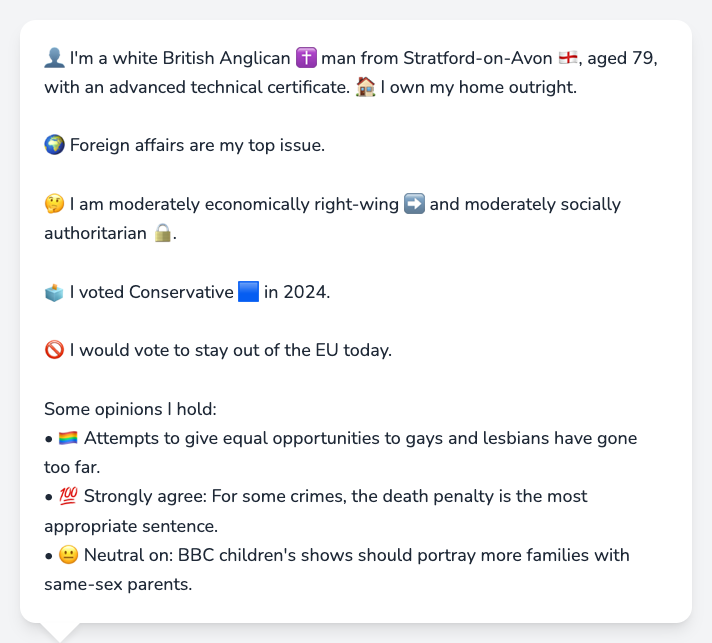 👤 I'm a white British Anglican ✝️ man from Stratford-on-Avon 🏴󠁧󠁢󠁥󠁮󠁧󠁿, aged 79,
with an advanced technical certificate. 🏠 I own my home outright.
🌍 Foreign affairs are my top issue.
🤔 I am moderately economically right-wing ➡️ and moderately socially
authoritarian 🔒.
🗳️ I voted Conservative 🟦 in 2024.
🚫 I would vote to stay out of the EU today.
Some opinions I hold:
• 🏳️‍🌈 Attempts to give equal opportunities to gays and lesbians have gone
too far.
• 💯 Strongly agree: For some crimes, the death penalty is the most
appropriate sentence.
• 😐 Neutral on: BBC children's shows should portray more families with
same-sex parents.